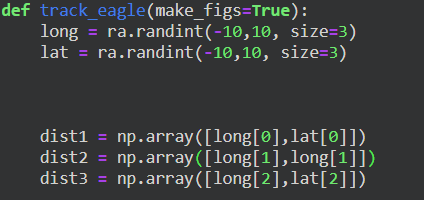 def track_eagle(make_figs=True):
    long = ra.randint(-10,10, size=3)
    lat = ra.randint(-10,10, size=3)
    dist1 = np.array([long[0],lat[0]])
    dist2 = np.array([long[1],long[1]])
    dist3 = np.array([long[2],lat[2]])